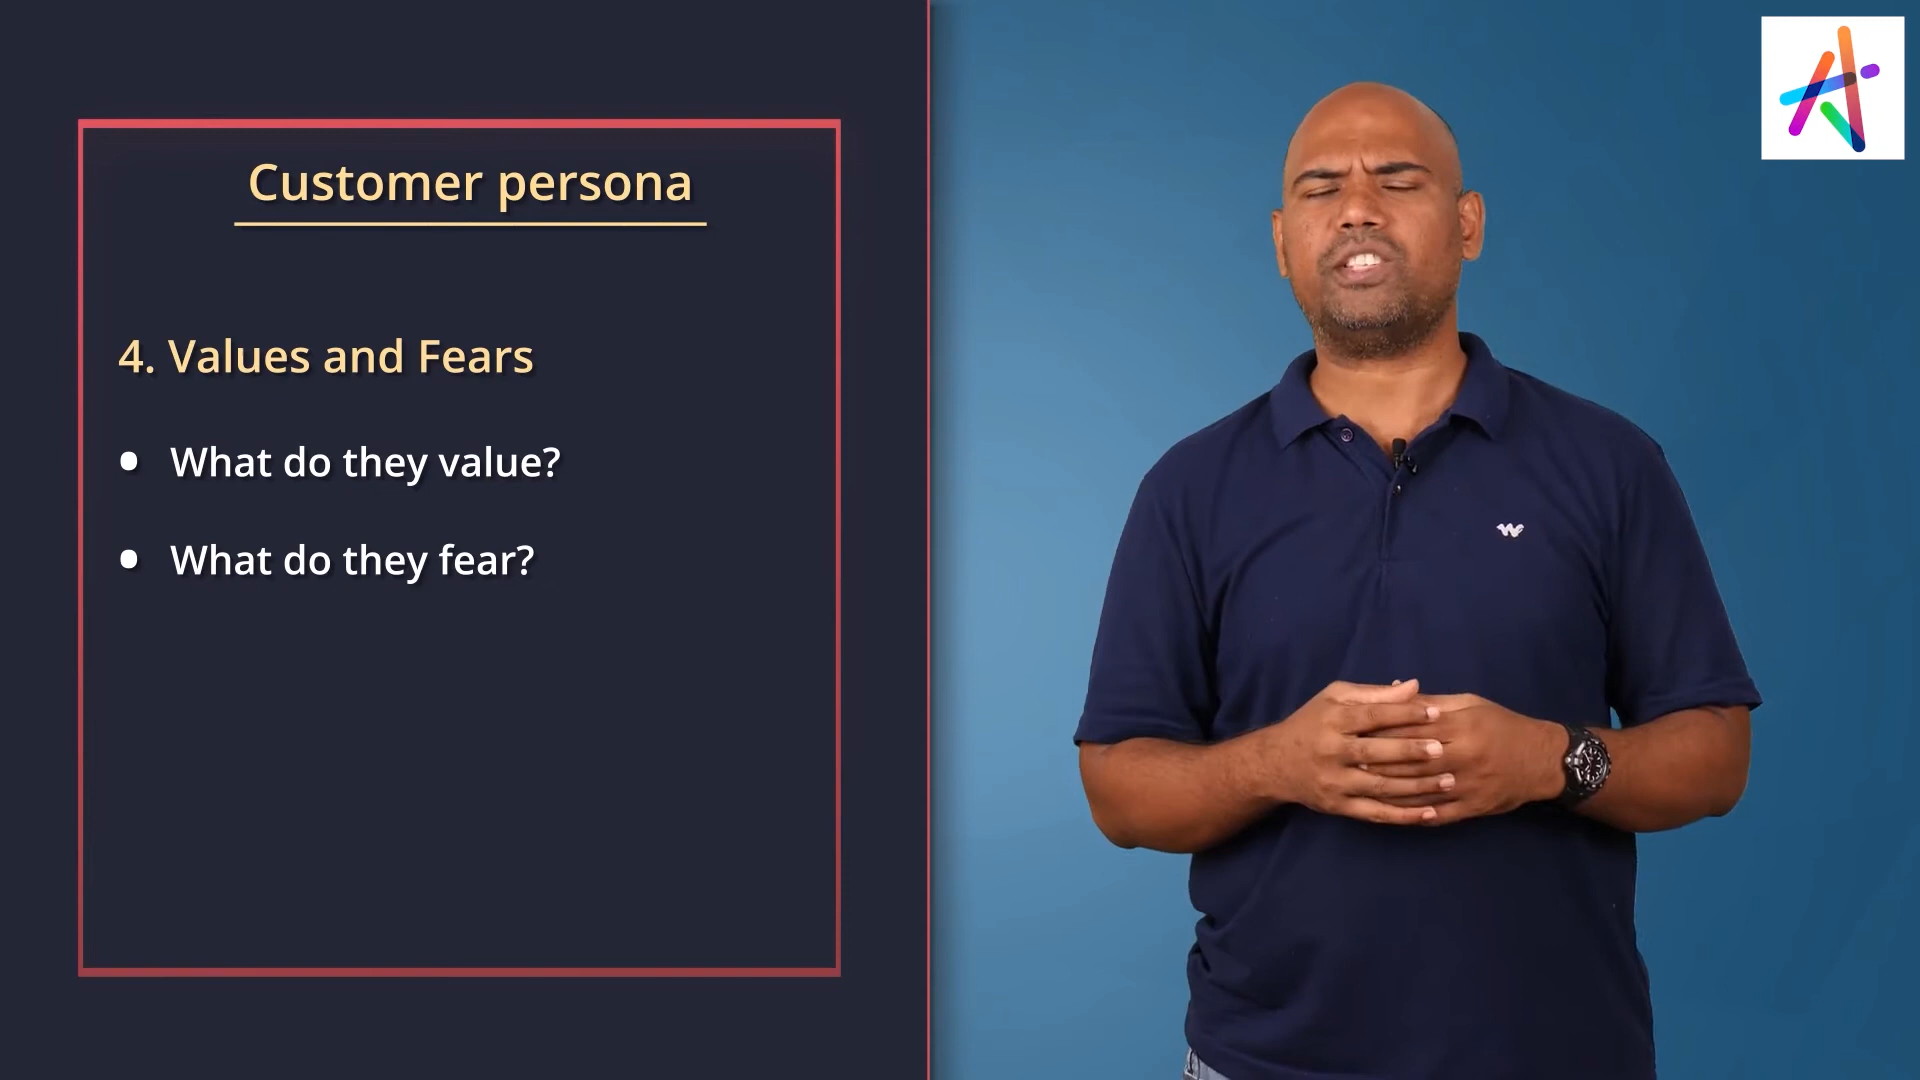 Customer persona
4. Values and Fears
• What do they value?
• What do they fear?